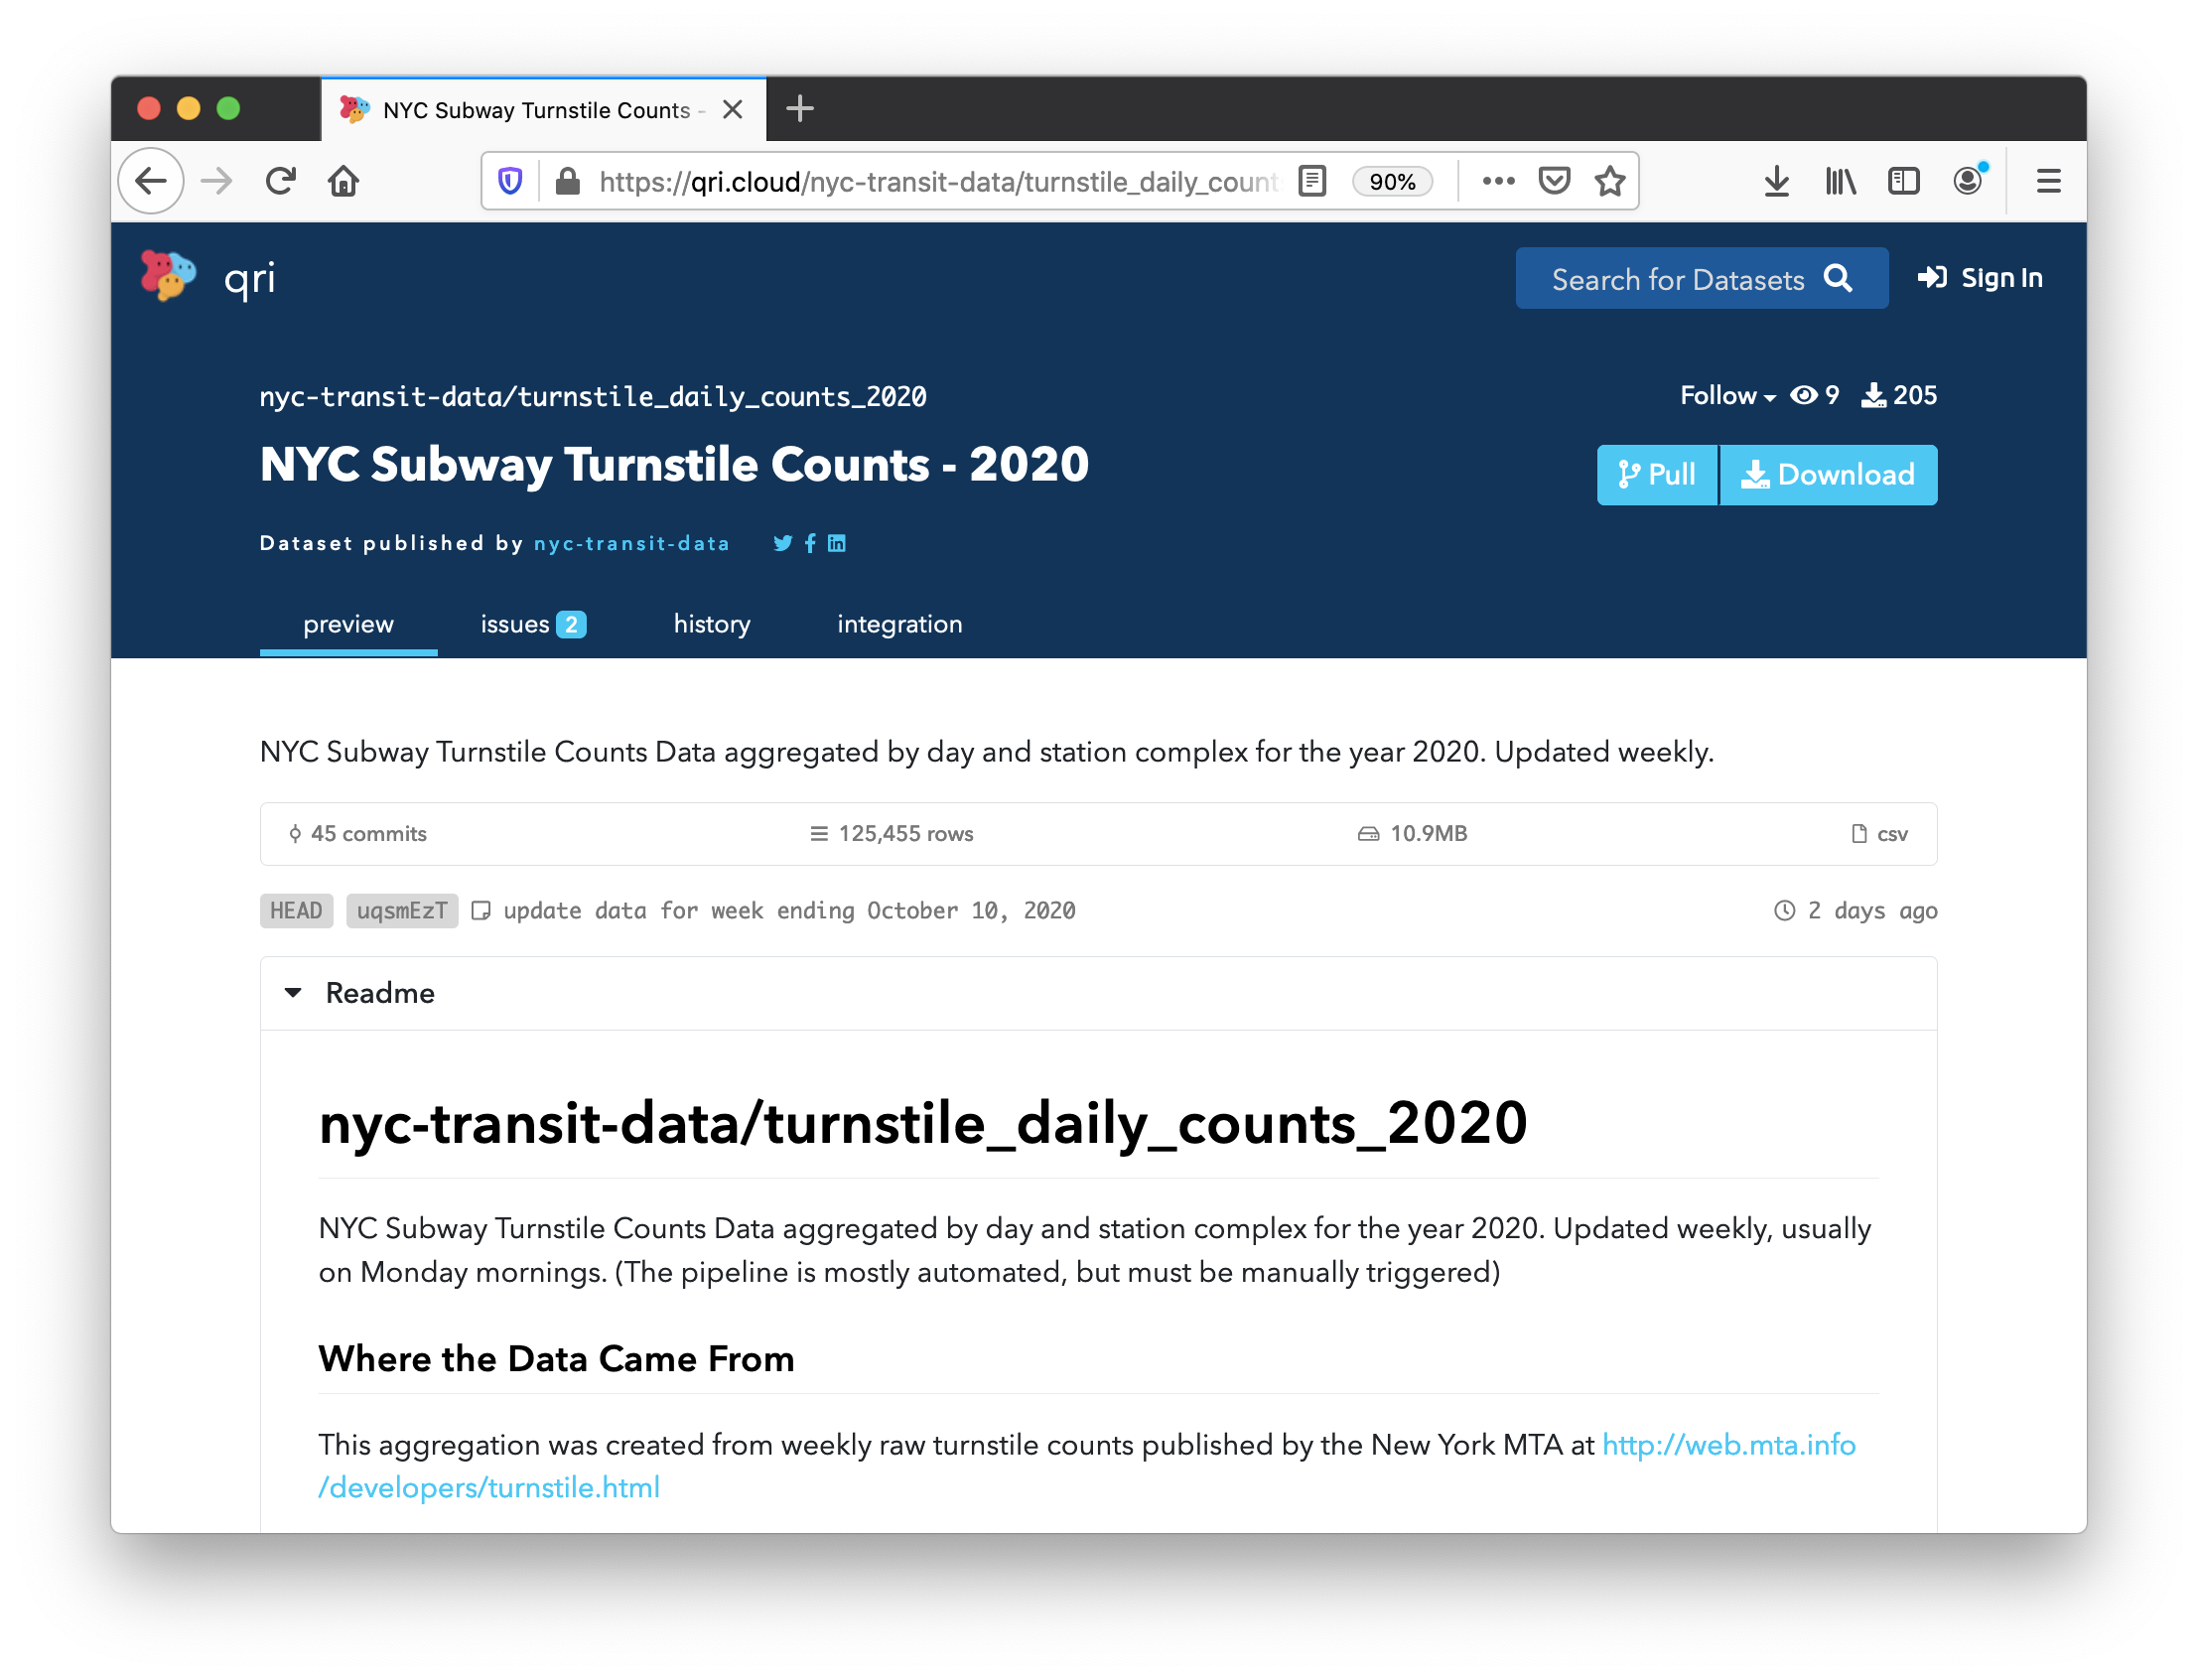 NYC Subway Turnstile Counts -
https://qri.cloud/nyc-transit-data/turnstile_daily_count
90%
qri
Search for Datasets
Sign In
nyc-transit-data/turnstile_daily_counts_2020
Follow 9 205
NYC Subway Turnstile Counts - 2020
Pull Download
Dataset published by nyc-transit-data
preview issues 2 history integration
NYC Subway Turnstile Counts Data aggregated by day and station complex for the year 2020. Updated weekly.
45 commits 125,455 rows 10.9MB csv
HEAD uqsmEzT update data for week ending October 10, 2020 2 days ago
Readme
nyc-transit-data/turnstile_daily_counts_2020
NYC Subway Turnstile Counts Data aggregated by day and station complex for the year 2020. Updated weekly, usually
on Monday mornings. (The pipeline is mostly automated, but must be manually triggered)
Where the Data Came From
This aggregation was created from weekly raw turnstile counts published by the New York MTA at http://web.mta.info
/developers/turnstile.html